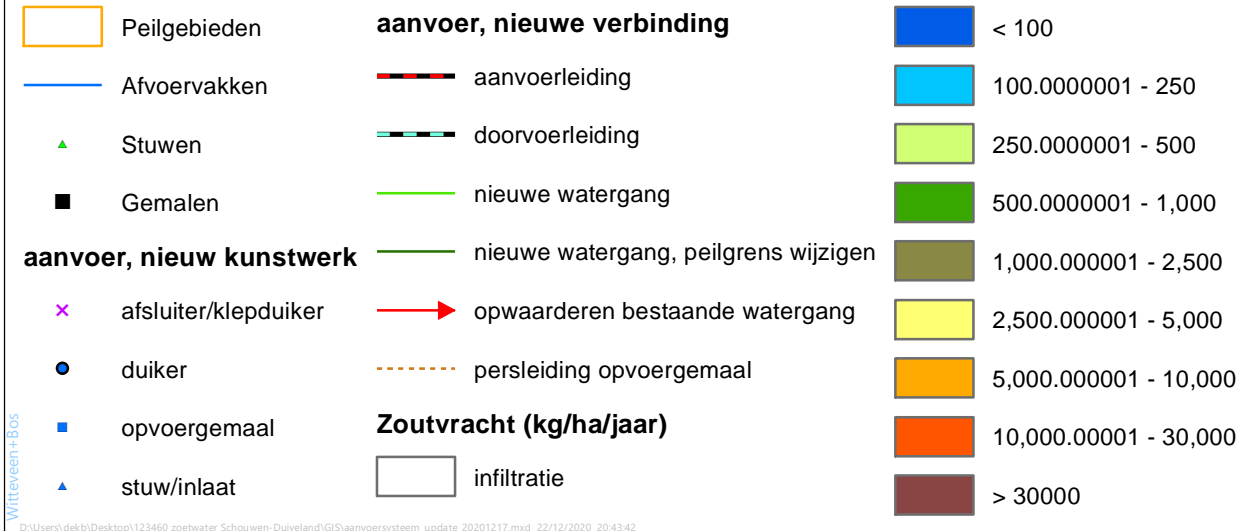 Peilgebieden
Afvoervakken
Stuwen
Gemalen
aanvoer, nieuw kunstwerk
afsluiter/klepduiker
duiker
opvoergemaal
stuw/inlaat
aanvoer, nieuwe verbinding
aanvoerleiding
doorvoerleiding
nieuwe watergang
nieuwe watergang, peilgrens wijzigen
opwaarderen bestaande watergang
persleiding opvoergemaal
Zoutvracht (kg/ha/jaar)
infiltratie
< 100
100.0000001 - 250
250.0000001 - 500
500.0000001 - 1,000
1,000.000001 - 2,500
2,500.000001 - 5,000
5,000.000001 - 10,000
10,000.00001 - 30,000
> 30000
Witteveen+Bos
D:\Users\dekb\Desktop\123460 zoetwater Schouwen-Duiveland\GIS\aanvoersysteem_update_20201217.mxd 22/12/2020 20:43:42